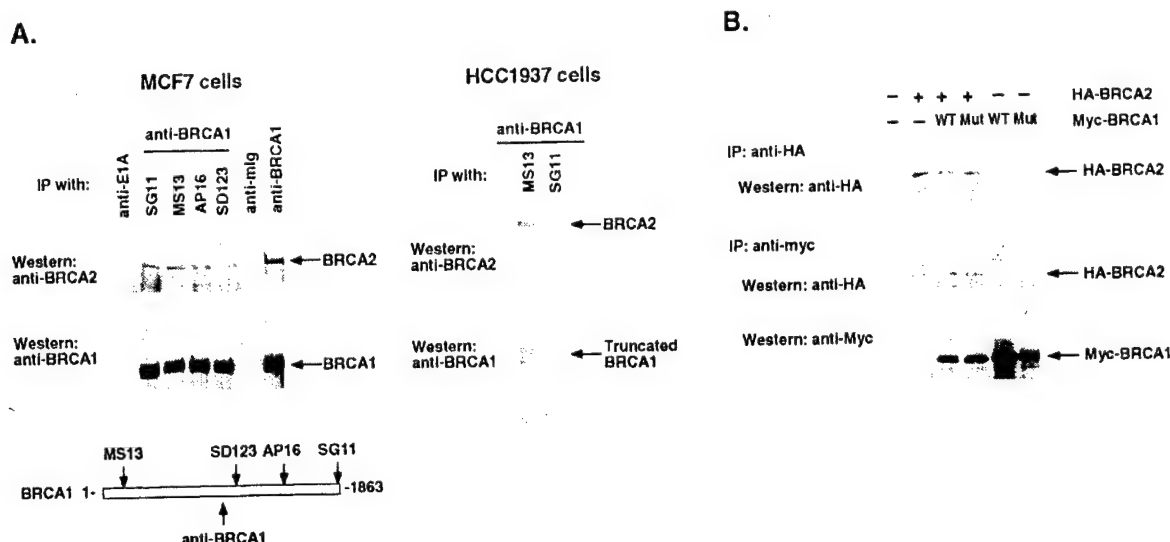 A.
MCF7 cells
anti-BRCA1
IP with:
anti-E1A
SG11
MS13
AP16
SD123
anti-mIg
anti-BRCA1
Western:
anti-BRCA2
BRCA2
Western:
anti-BRCA1
BRCA1
HCC1937 cells
anti-BRCA1
IP with:
MS13
SG11
BRCA2
Western:
anti-BRCA2
Western:
anti-BRCA1
Truncated
BRCA1
MS13 SD123 AP16 SG11
BRCA1 1- -1863
anti-BRCA1
B.
- + + + - - HA-BRCA2
- - WT Mut WT Mut Myc-BRCA1
IP: anti-HA
Western: anti-HA
HA-BRCA2
IP: anti-myc
Western: anti-HA
HA-BRCA2
Western: anti-Myc
Myc-BRCA1